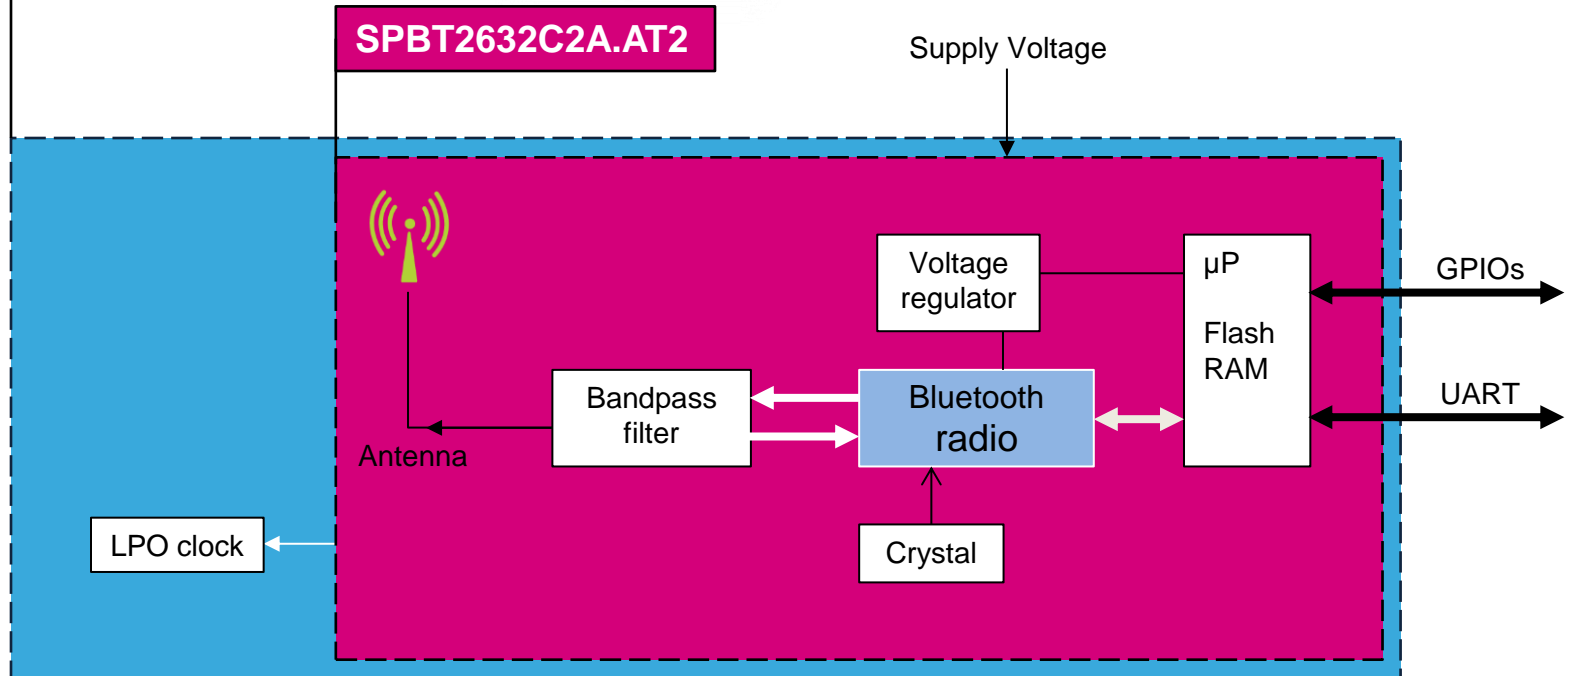 SPBT2632C2A.AT2
Supply Voltage
Voltage
regulator
µP
Flash
RAM
GPIOs
UART
Bandpass
filter
Bluetooth
radio
Antenna
LPO clock
Crystal